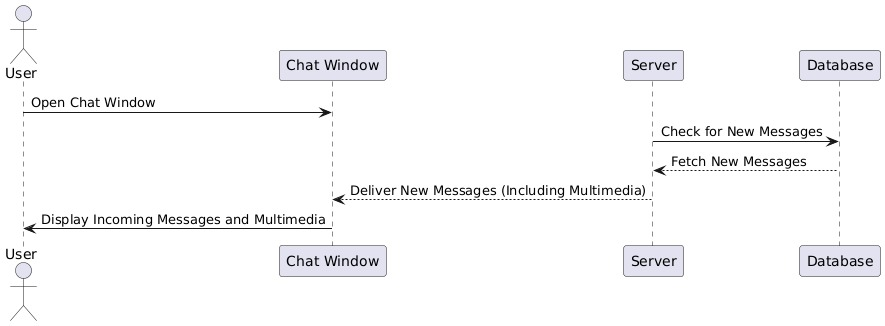 User
Chat Window
Server
Database
Open Chat Window
Check for New Messages
Fetch New Messages
Deliver New Messages (Including Multimedia)
Display Incoming Messages and Multimedia
User
Chat Window
Server
Database